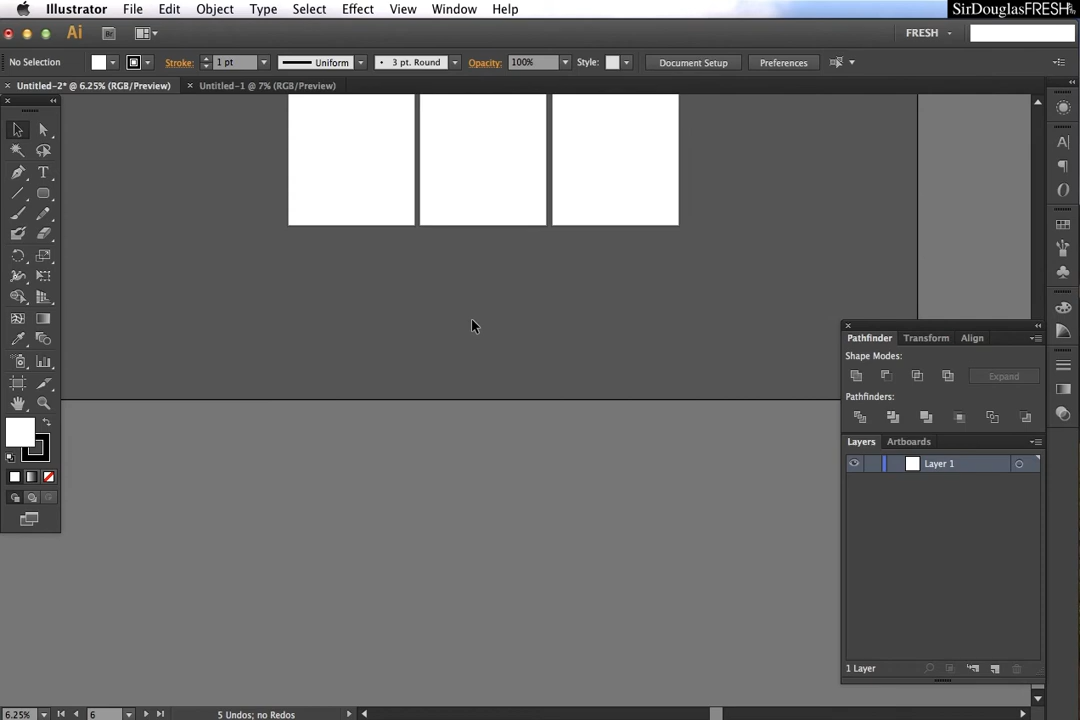 Illustrator File Edit Object Type Select Effect View Window Help
SirDouglasFRESH
Ai Br FRESH
No Selection Stroke: 1 pt Uniform 3 pt. Round Opacity: 100% Style: Document Setup Preferences
Untitled-2* @ 6.25% (RGB/Preview) Untitled-1 @ 7% (RGB/Preview)
Pathfinder Transform Align
Shape Modes:
Expand
Pathfinders:
Layers Artboards
Layer 1
1 Layer
6.25% 6 5 Undos; no Redos